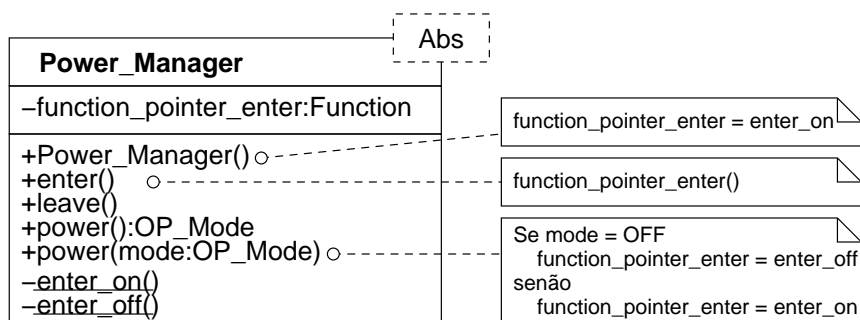 Abs
Power_Manager
−function_pointer_enter:Function
+Power_Manager()
+enter()
+leave()
+power():OP_Mode
+power(mode:OP_Mode)
−enter_on()
−enter_off()
function_pointer_enter = enter_on
function_pointer_enter()
Se mode = OFF
function_pointer_enter = enter_off
senão
function_pointer_enter = enter_on